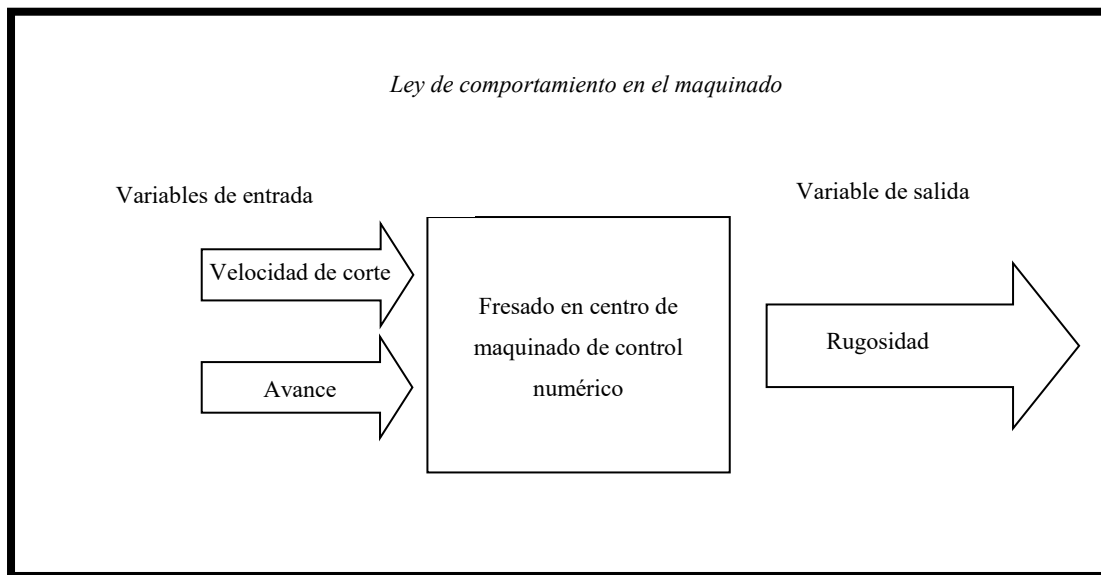 Ley de comportamiento en el maquinado
Variables de entrada
Variable de salida
Velocidad de corte
Avance
Fresado en centro de
maquinado de control
numérico
Rugosidad